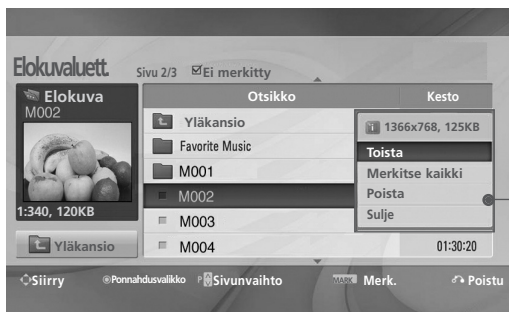 Elokuvaluett. Sivu 2/3 Ei merkitty
Elokuva
M002
1:340, 120KB
Yläkansio
Otsikko Kesto
Yläkansio
Favorite Music
M001
M002
M003
M004 01:30:20
1366x768, 125KB
Toista
Merkitse kaikki
Poista
Sulje
Siirry Ponnahdusvalikko P Sivunvaihto MARK Merk. Poistu